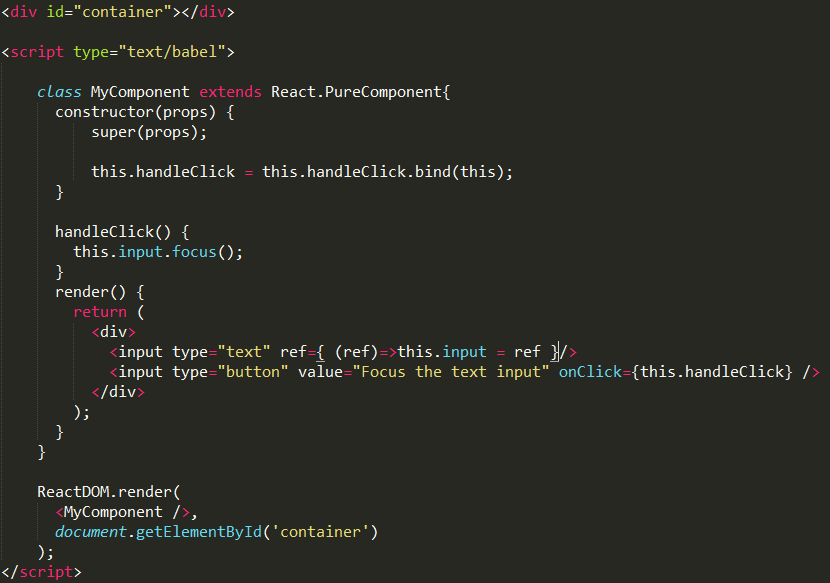 <div id="container"></div>

<script type="text/babel">

    class MyComponent extends React.PureComponent{
      constructor(props) {
          super(props);

          this.handleClick = this.handleClick.bind(this);
      }

      handleClick() {
        this.input.focus();
      }
      render() {
        return (
          <div>
            <input type="text" ref={ (ref)=>this.input = ref }/>
            <input type="button" value="Focus the text input" onClick={this.handleClick} />
          </div>
        );
      }
    }

    ReactDOM.render(
      <MyComponent />,
      document.getElementById('container')
    );
</script>